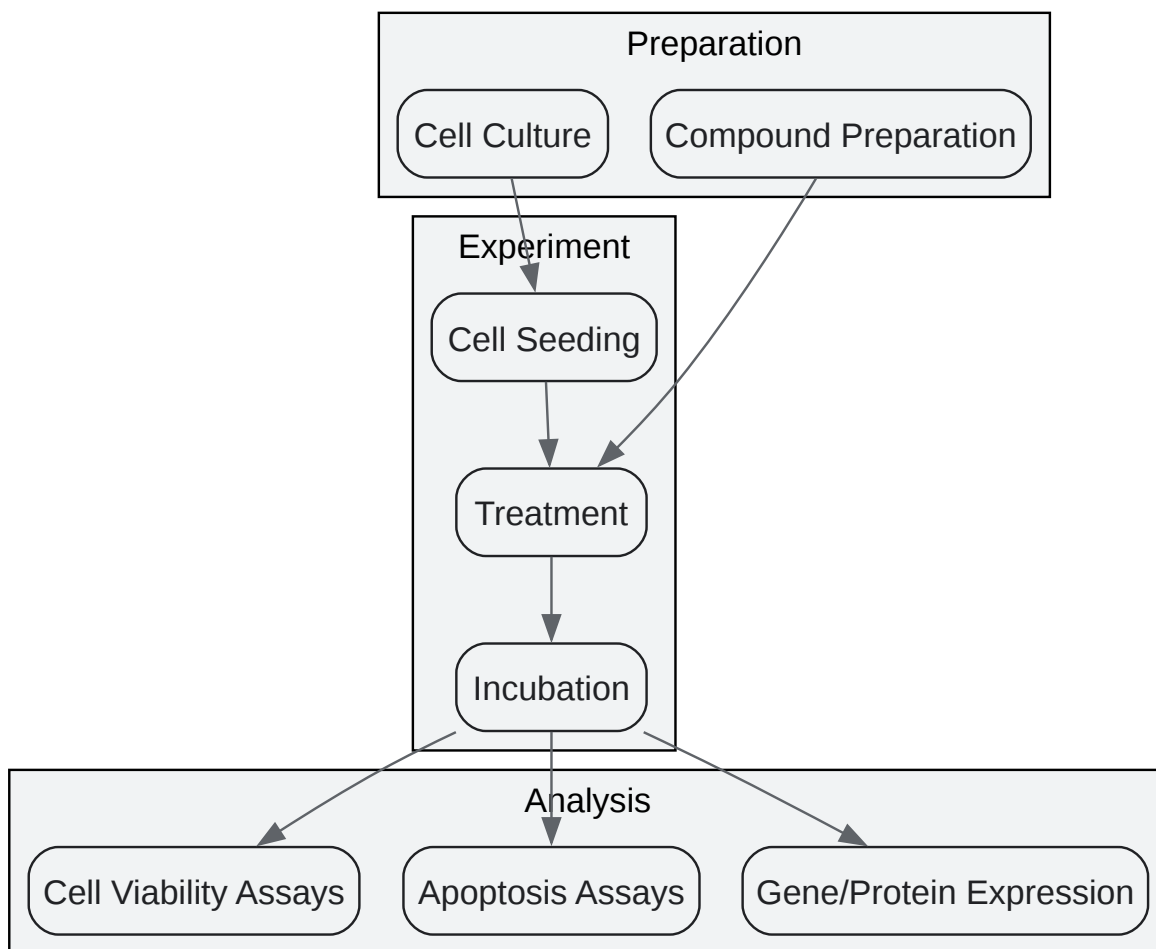 Preparation
Cell Culture
Compound Preparation
Experiment
Cell Seeding
Treatment
Incubation
Analysis
Cell Viability Assays
Apoptosis Assays
Gene/Protein Expression